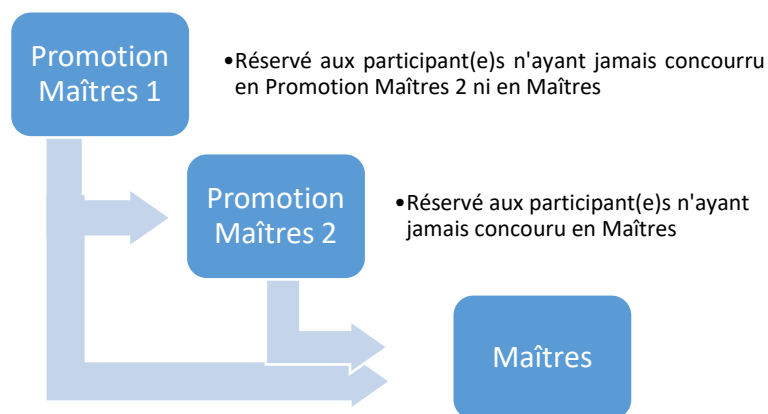 Promotion
Maîtres 1
•Réservé aux participant(e)s n'ayant jamais concourru
en Promotion Maîtres 2 ni en Maîtres
Promotion
Maîtres 2
•Réservé aux participant(e)s n'ayant
jamais concouru en Maîtres
Maîtres